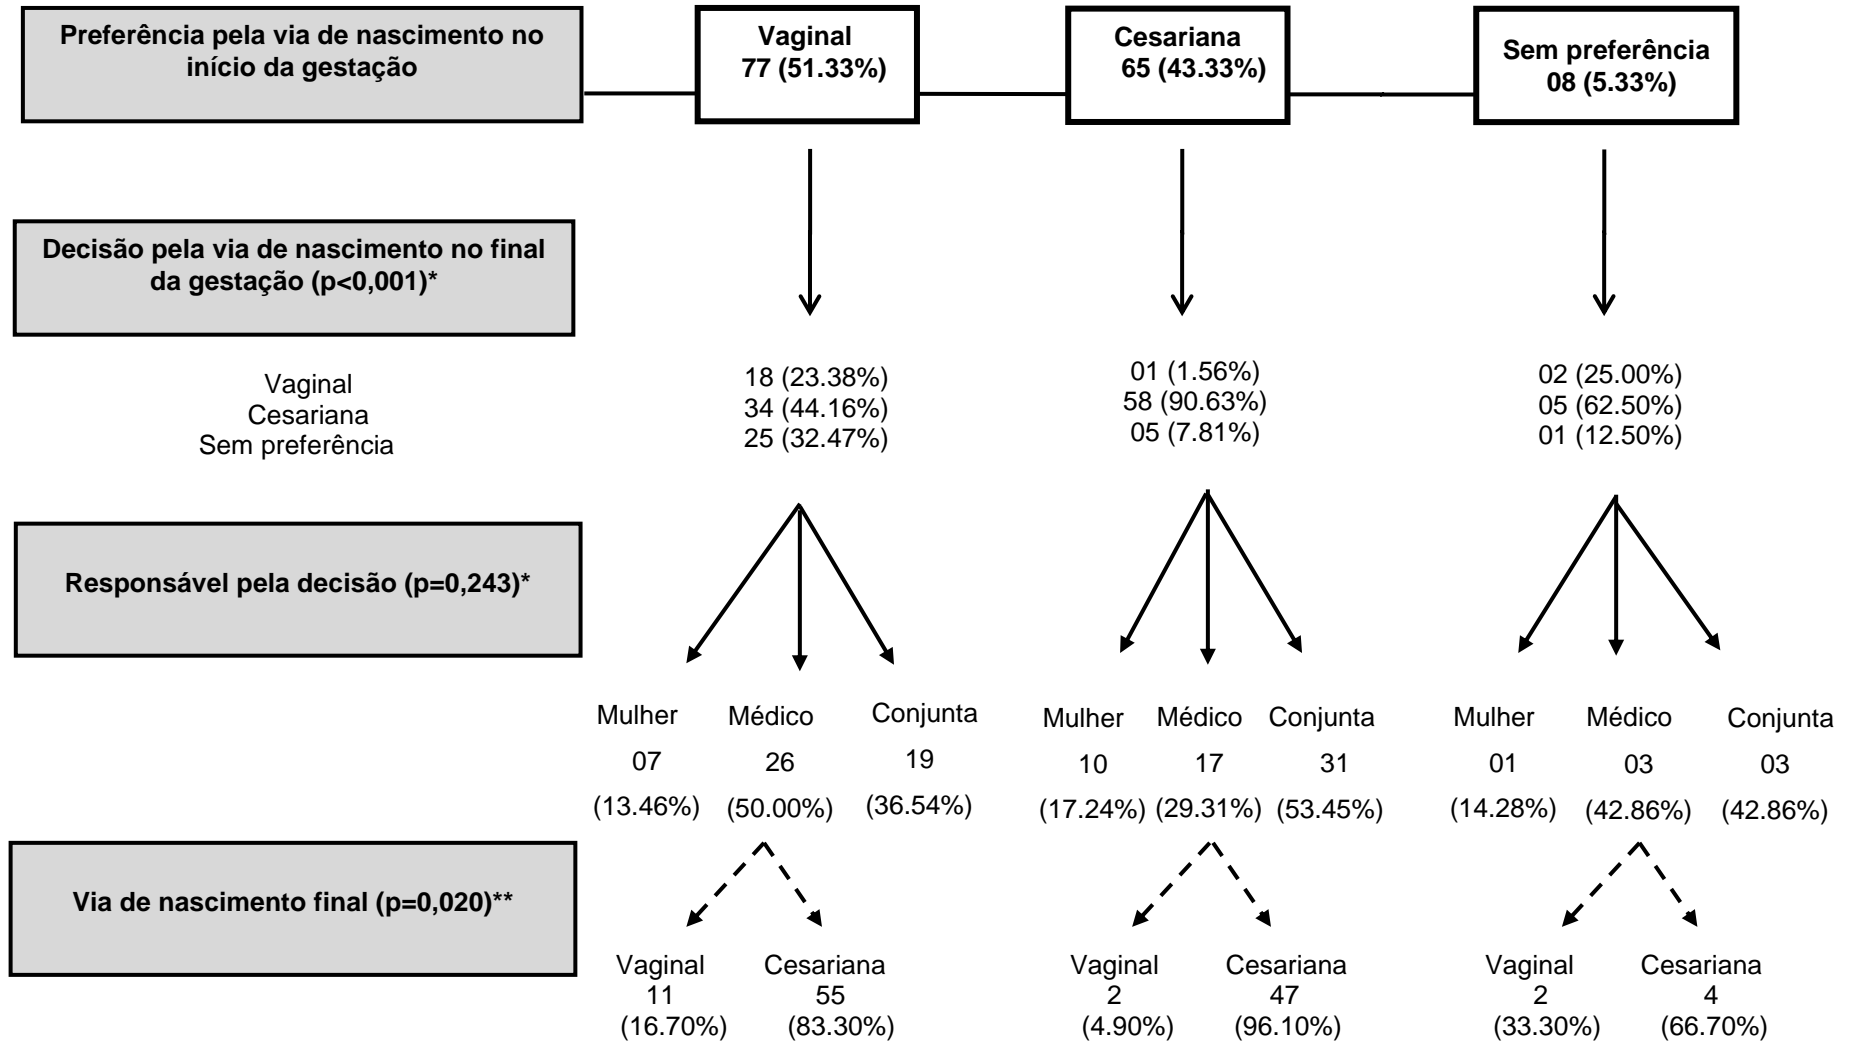 Preferência pela via de nascimento no
início da gestação
Vaginal
77 (51.33%)
Cesariana
65 (43.33%)
Sem preferência
08 (5.33%)
Decisão pela via de nascimento no final
da gestação (p<0,001)*
Vaginal
Cesariana
Sem preferência
18 (23.38%)
34 (44.16%)
25 (32.47%)
01 (1.56%)
58 (90.63%)
05 (7.81%)
02 (25.00%)
05 (62.50%)
01 (12.50%)
Responsável pela decisão (p=0,243)*
Mulher
07
(13.46%)
Médico
26
(50.00%)
Conjunta
19
(36.54%)
Mulher
10
(17.24%)
Médico
17
(29.31%)
Conjunta
31
(53.45%)
Mulher
01
(14.28%)
Médico
03
(42.86%)
Conjunta
03
(42.86%)
Via de nascimento final (p=0,020)**
Vaginal
11
(16.70%)
Cesariana
55
(83.30%)
Vaginal
2
(4.90%)
Cesariana
47
(96.10%)
Vaginal
2
(33.30%)
Cesariana
4
(66.70%)